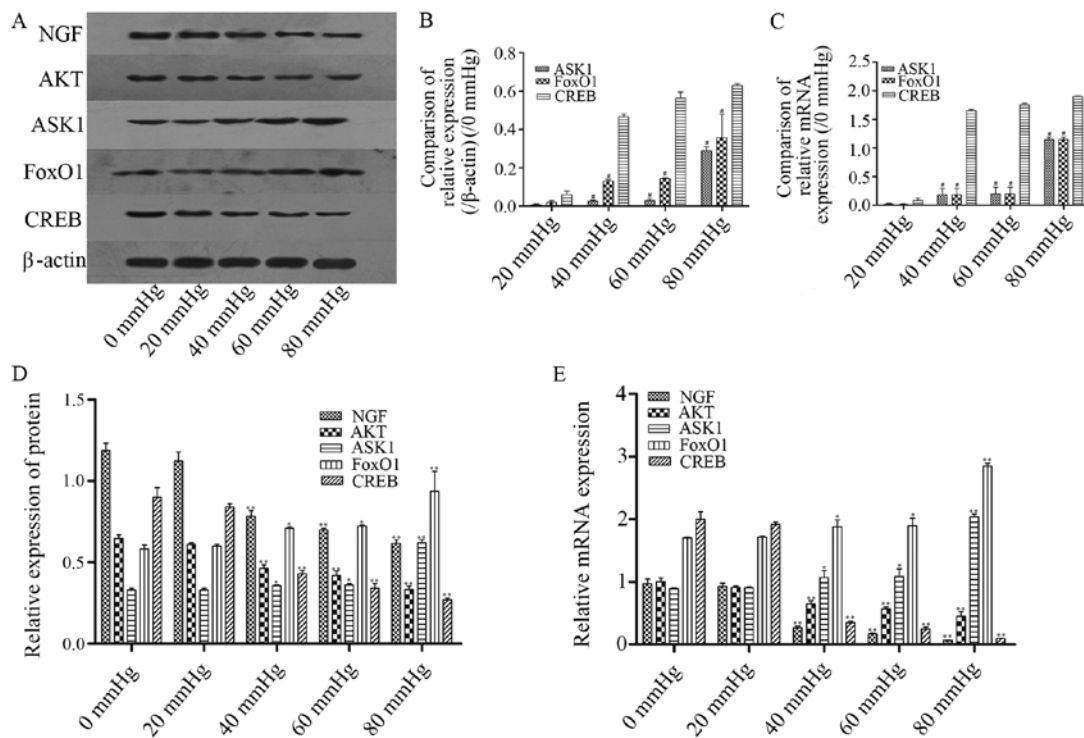 A
NGF
AKT
ASK1
FoxO1
CREB
β-actin
0 mmHg
20 mmHg
40 mmHg
60 mmHg
80 mmHg
B
Comparison of
relative expression
(/β-actin) (/0 mmHg)
0.8
0.6
0.4
0.2
0.0
ASK1
FoxO1
CREB
# # # # # #
20 mmHg
40 mmHg
60 mmHg
80 mmHg
C
Comparison of
relative mRNA
expression (/0 mmHg)
2.5
2.0
1.5
1.0
0.5
0.0
ASK1
FoxO1
CREB
# # # # # #
20 mmHg
40 mmHg
60 mmHg
80 mmHg
D
Relative expression of protein
1.5
1.0
0.5
0.0
NGF
AKT
ASK1
FoxO1
CREB
** ** * * **
** ** * * **
** ** ** ** **
0 mmHg
20 mmHg
40 mmHg
60 mmHg
80 mmHg
E
Relative mRNA expression
4
3
2
1
0
NGF
AKT
ASK1
FoxO1
CREB
** ** * * **
** ** * * **
** ** ** ** **
0 mmHg
20 mmHg
40 mmHg
60 mmHg
80 mmHg